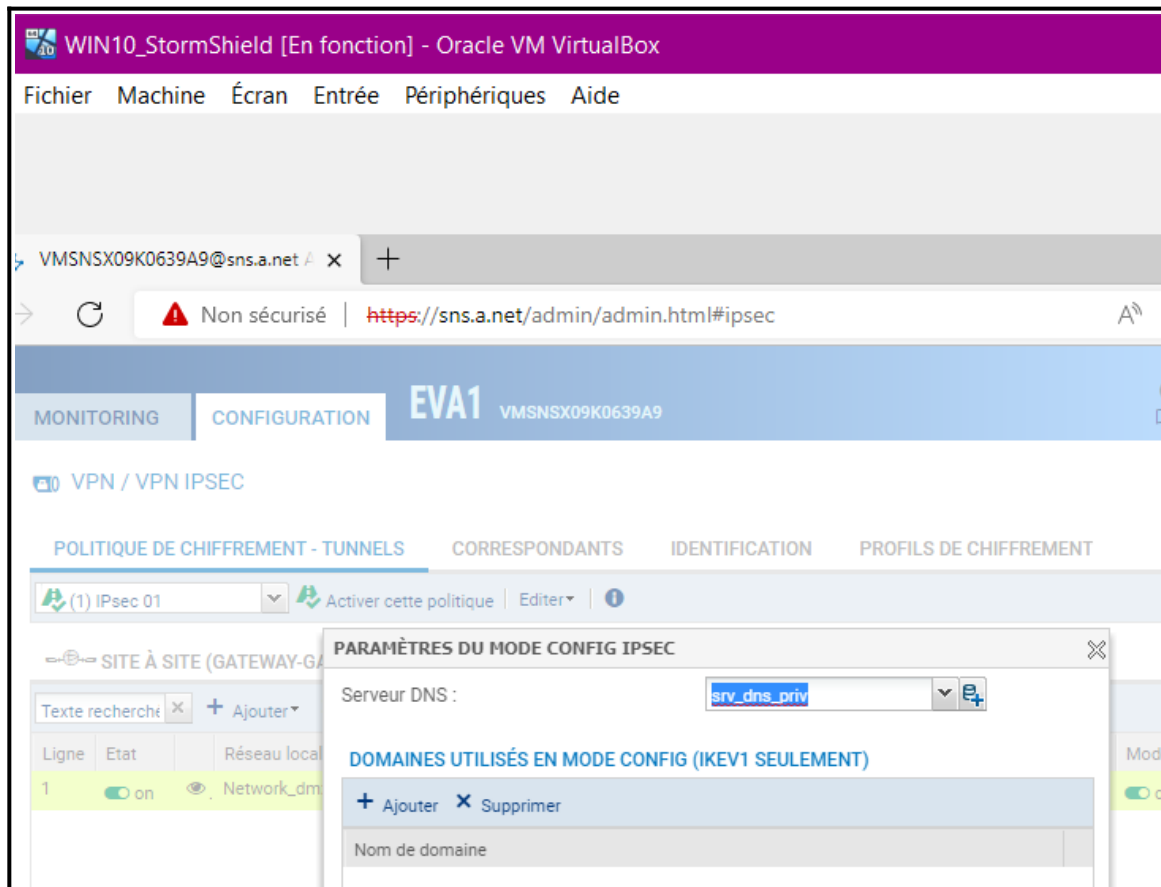 WIN10_StormShield [En fonction] - Oracle VM VirtualBox
Fichier Machine Écran Entrée Périphériques Aide
VMSNSX09K0639A9@sns.a.net
Non sécurisé | https://sns.a.net/admin/admin.html#ipsec
MONITORING CONFIGURATION EVA1 VMSNSX09K0639A9
VPN / VPN IPSEC
POLITIQUE DE CHIFFREMENT - TUNNELS CORRESPONDANTS IDENTIFICATION PROFILS DE CHIFFREMENT
(1) IPsec 01 Activer cette politique Editer
SITE À SITE (GATEWAY-GA
PARAMÈTRES DU MODE CONFIG IPSEC
Serveur DNS : srv_dns_priv
Texte recherché Ajouter
DOMAINES UTILISÉS EN MODE CONFIG (IKEV1 SEULEMENT)
Ligne Etat Réseau local Mod
1 on Network_dm
Ajouter Supprimer
Nom de domaine